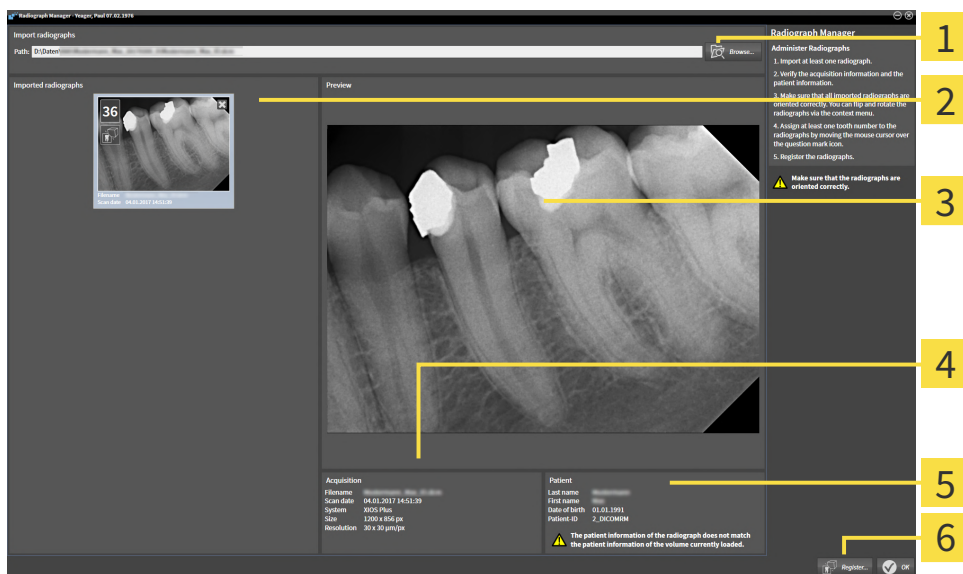 Radiograph Manager - Yeager, Paul 07.02.1976
Import radiographs
Path: D:\Daten\
Browse...
Imported radiographs
36
Filename
Scan date 04.01.2017 14:51:39
Preview
Acquisition
Filename
Scan date 04.01.2017 14:51:39
System XIOS Plus
Size 1200 x 856 px
Resolution 30 x 30 µm/px
Patient
Last name
First name
Date of birth 01.01.1991
Patient-ID 2_DICOMRM
The patient information of the radiograph does not match
the patient information of the volume currently loaded.
Radiograph Manager
Administer Radiographs
1. Import at least one radiograph.
2. Verify the acquisition information and the
patient information.
3. Make sure that all imported radiographs are
oriented correctly. You can flip and rotate the
radiographs via the context menu.
4. Assign at least one tooth number to the
radiographs by moving the mouse cursor over
the question mark icon.
5. Register the radiographs.
Make sure that the radiographs are
oriented correctly.
Register...
OK
1
2
3
4
5
6